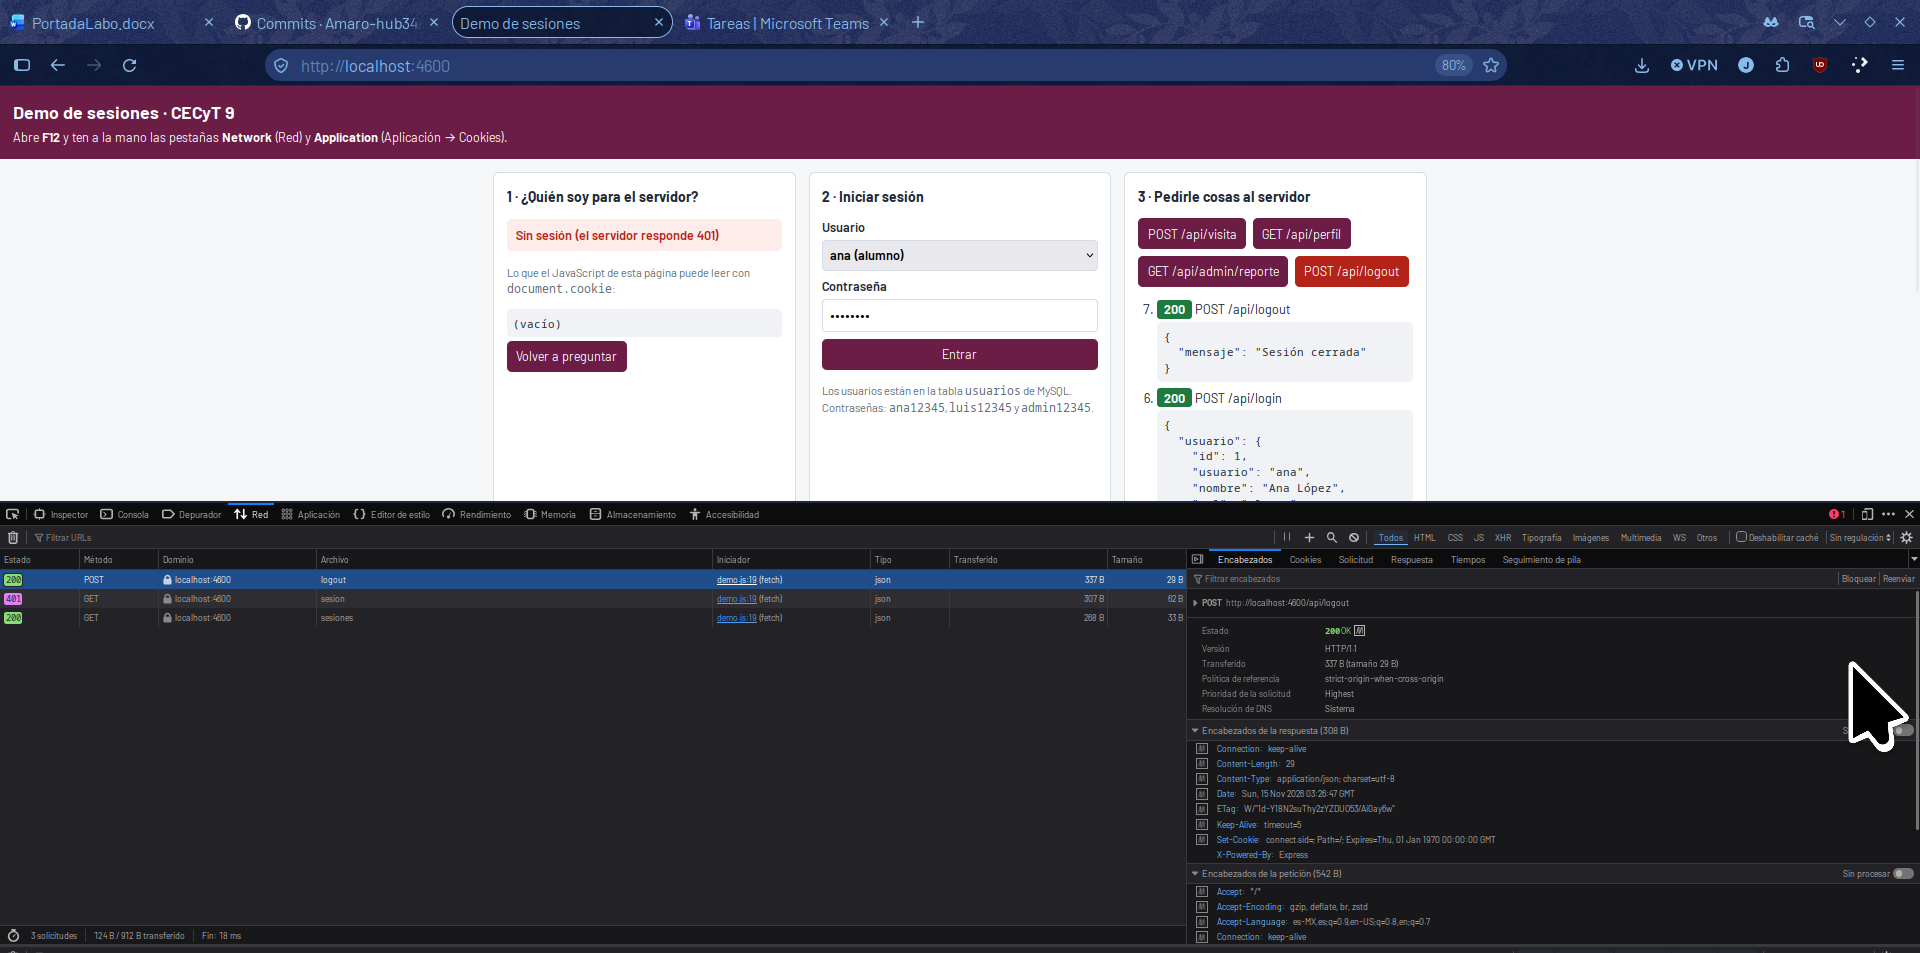 PortadaLabo.docx
Commits · Amaro-hub34
Demo de sesiones
Tareas | Microsoft Teams
http://localhost:4600
80%
VPN
Demo de sesiones · CECyT 9
Abre F12 y ten a la mano las pestañas Network (Red) y Application (Aplicación → Cookies).
1 · ¿Quién soy para el servidor?
Sin sesión (el servidor responde 401)
Lo que el JavaScript de esta página puede leer con
document.cookie:
(vacío)
Volver a preguntar
2 · Iniciar sesión
Usuario
ana (alumno)
Contraseña
••••••••
Entrar
Los usuarios están en la tabla usuarios de MySQL.
Contraseñas: ana12345, luis12345 y admin12345.
3 · Pedirle cosas al servidor
POST /api/visita
GET /api/perfil
GET /api/admin/reporte
POST /api/logout
7. 200 POST /api/logout
{
"mensaje": "Sesión cerrada"
}
6. 200 POST /api/login
{
"usuario": {
"id": 1,
"usuario": "ana",
"nombre": "Ana López",
Inspector
Consola
Depurador
Red
Aplicación
Editor de estilo
Rendimiento
Memoria
Almacenamiento
Accesibilidad
1
Filtrar URLs
Todos
HTML
CSS
JS
XHR
Tipografía
Imágenes
Multimedia
WS
Otros
Deshabilitar caché
Sin regulación
Estado Método Dominio Archivo Iniciador Tipo Transferido Tamaño
200 POST localhost:4600 logout demo.js:19 (fetch) json 337 B 29 B
401 GET localhost:4600 sesion demo.js:19 (fetch) json 307 B 62 B
200 GET localhost:4600 sesiones demo.js:19 (fetch) json 268 B 33 B
3 solicitudes
124 B / 912 B transferido
Fin: 18 ms
Encabezados
Cookies
Solicitud
Respuesta
Tiempos
Seguimiento de pila
Filtrar encabezados
Bloquear
Reenviar
POST http://localhost:4600/api/logout
Estado 200 OK
Versión HTTP/1.1
Transferido 337 B (tamaño 29 B)
Política de referencia strict-origin-when-cross-origin
Prioridad de la solicitud Highest
Resolución de DNS Sistema
Encabezados de la respuesta (308 B)
Connection: keep-alive
Content-Length: 29
Content-Type: application/json; charset=utf-8
Date: Sun, 15 Nov 2026 03:26:47 GMT
ETag: W/"1d-Y18N2suThy2zYZDUO53/Ai0ay6w"
Keep-Alive: timeout=5
Set-Cookie: connect.sid=; Path=/; Expires=Thu, 01 Jan 1970 00:00:00 GMT
X-Powered-By: Express
Encabezados de la petición (542 B)
Sin procesar
Accept: */*
Accept-Encoding: gzip, deflate, br, zstd
Accept-Language: es-MX,es;q=0.9,en-US;q=0.8,en;q=0.7
Connection: keep-alive